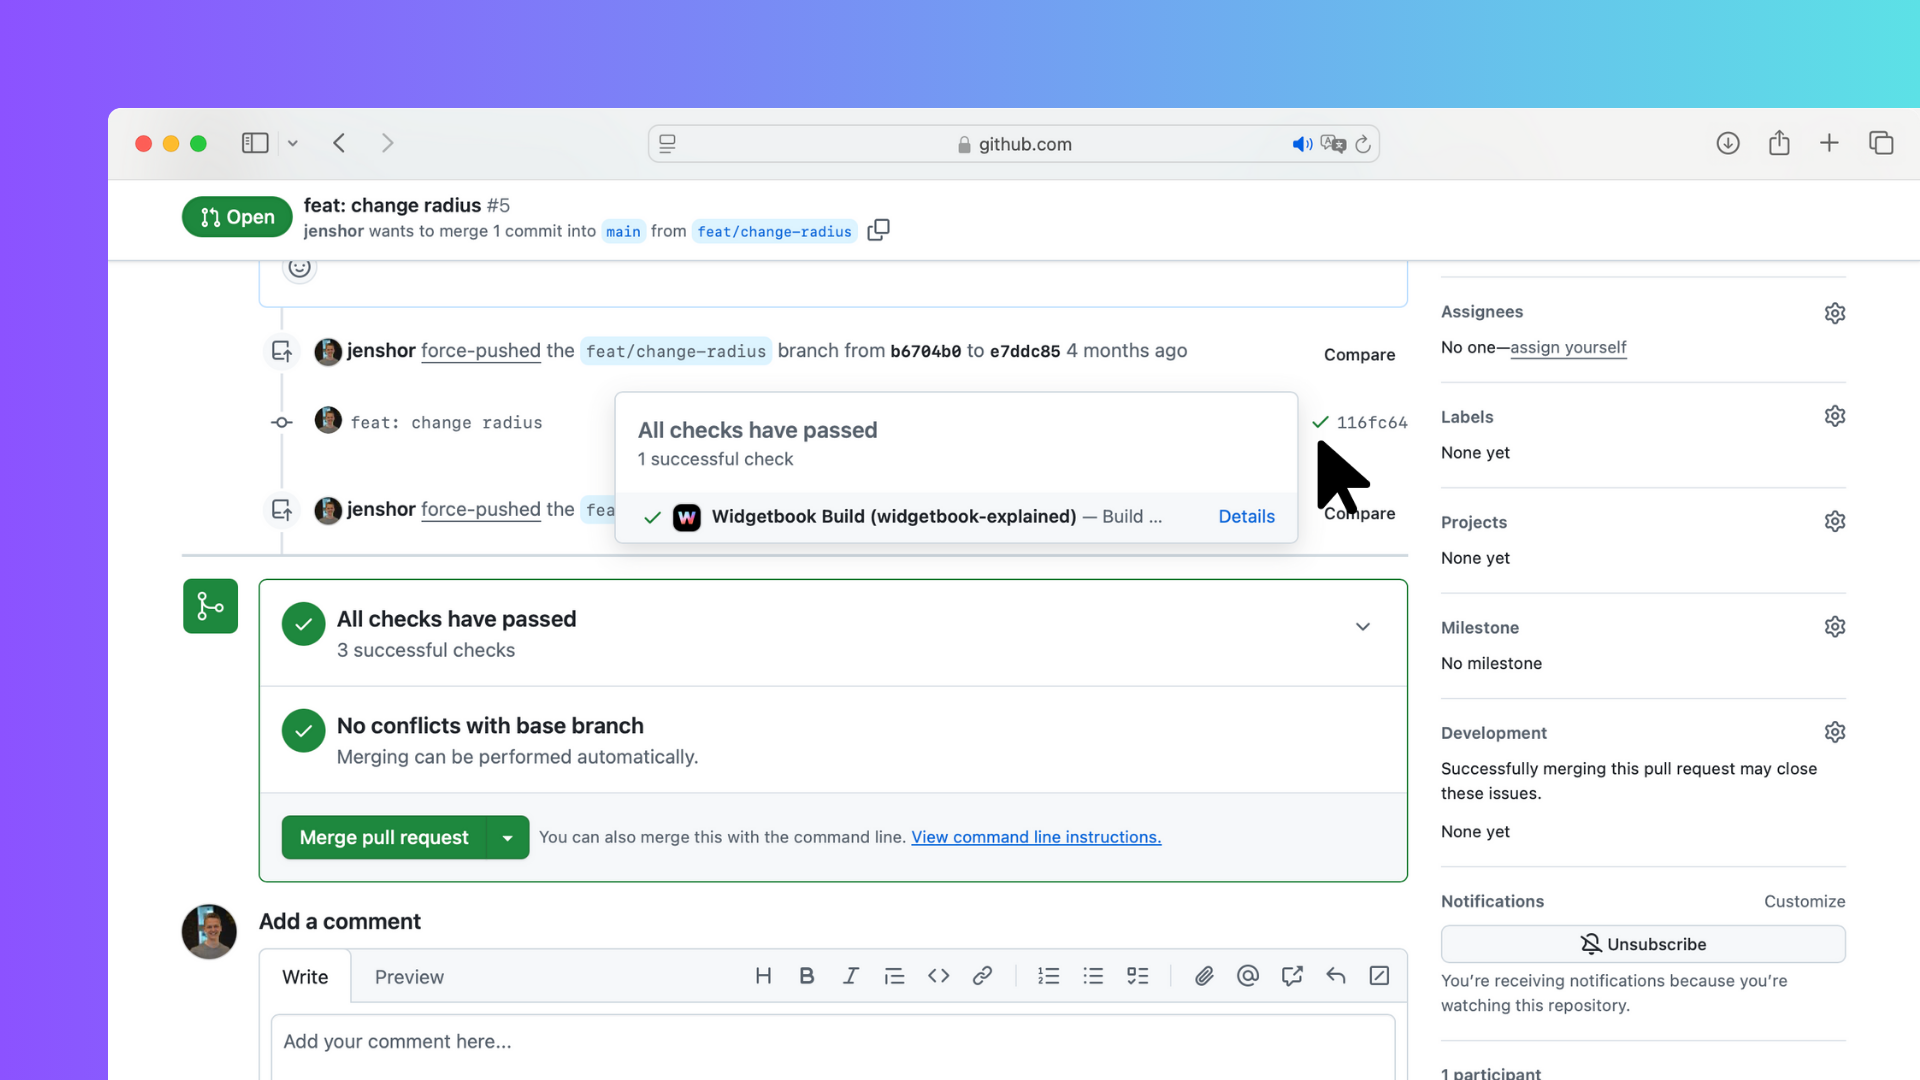 github.com
Open
feat: change radius #5
jenshor wants to merge 1 commit into main from feat/change-radius
jenshor force-pushed the feat/change-radius branch from b6704b0 to e7ddc85 4 months ago
Compare
feat: change radius
116fc64
All checks have passed
1 successful check
W Widgetbook Build (widgetbook-explained) — Build ... Details
jenshor force-pushed the fea
Compare
All checks have passed
3 successful checks
No conflicts with base branch
Merging can be performed automatically.
Merge pull request
You can also merge this with the command line. View command line instructions.
Add a comment
Write
Preview
Add your comment here...
Assignees
No one—assign yourself
Labels
None yet
Projects
None yet
Milestone
No milestone
Development
Successfully merging this pull request may close
these issues.
None yet
Notifications
Customize
Unsubscribe
You’re receiving notifications because you’re
watching this repository.
1 participant